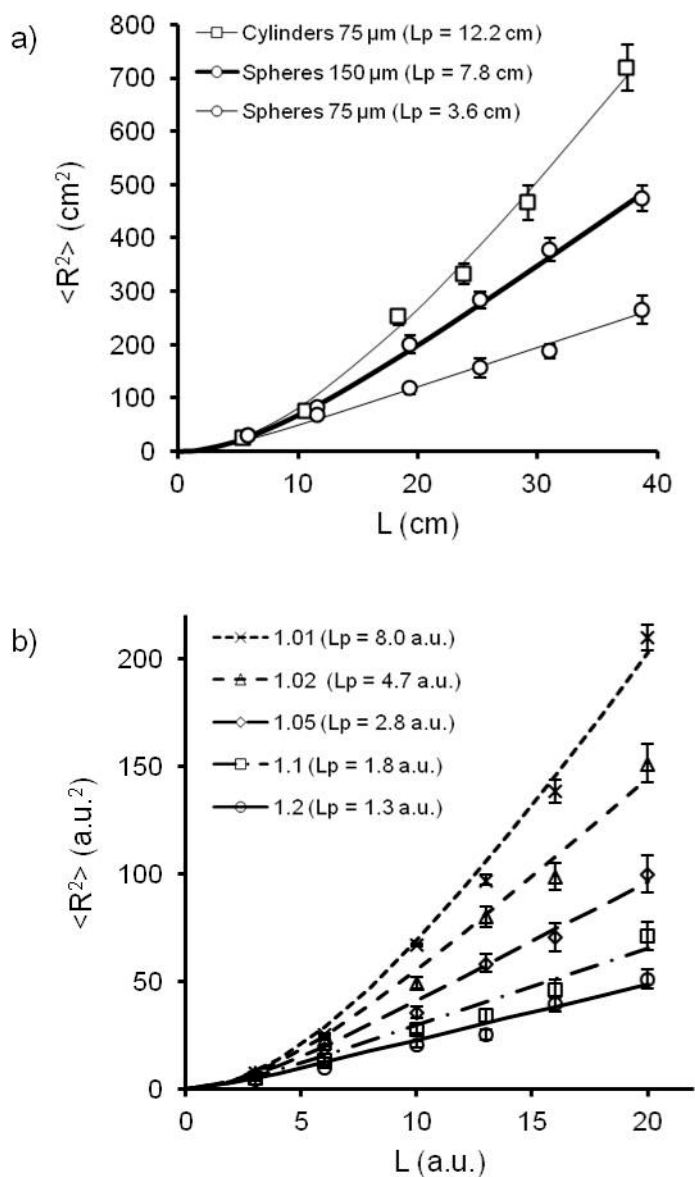 a)
800
700
600
500
400
300
200
100
0
<R²> (cm²)
Cylinders 75 µm (Lp = 12.2 cm)
Spheres 150 µm (Lp = 7.8 cm)
Spheres 75 µm (Lp = 3.6 cm)
0 10 20 30 40
L (cm)
b)
200
150
100
50
0
<R²> (a.u.²)
1.01 (Lp = 8.0 a.u.)
1.02 (Lp = 4.7 a.u.)
1.05 (Lp = 2.8 a.u.)
1.1 (Lp = 1.8 a.u.)
1.2 (Lp = 1.3 a.u.)
0 5 10 15 20
L (a.u.)